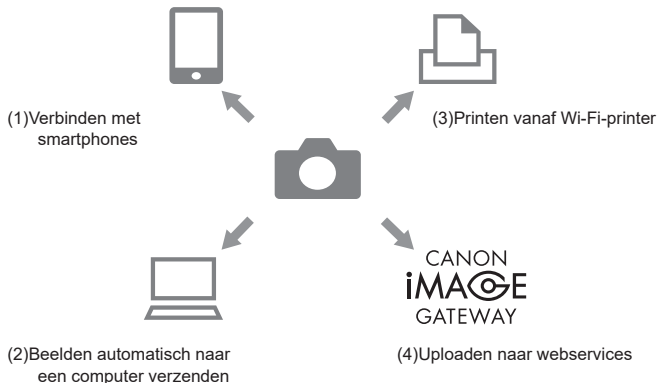 (1)Verbinden met
smartphones
(3)Printen vanaf Wi-Fi-printer
CANON
iMAGE
GATEWAY
(2)Beelden automatisch naar
een computer verzenden
(4)Uploaden naar webservices